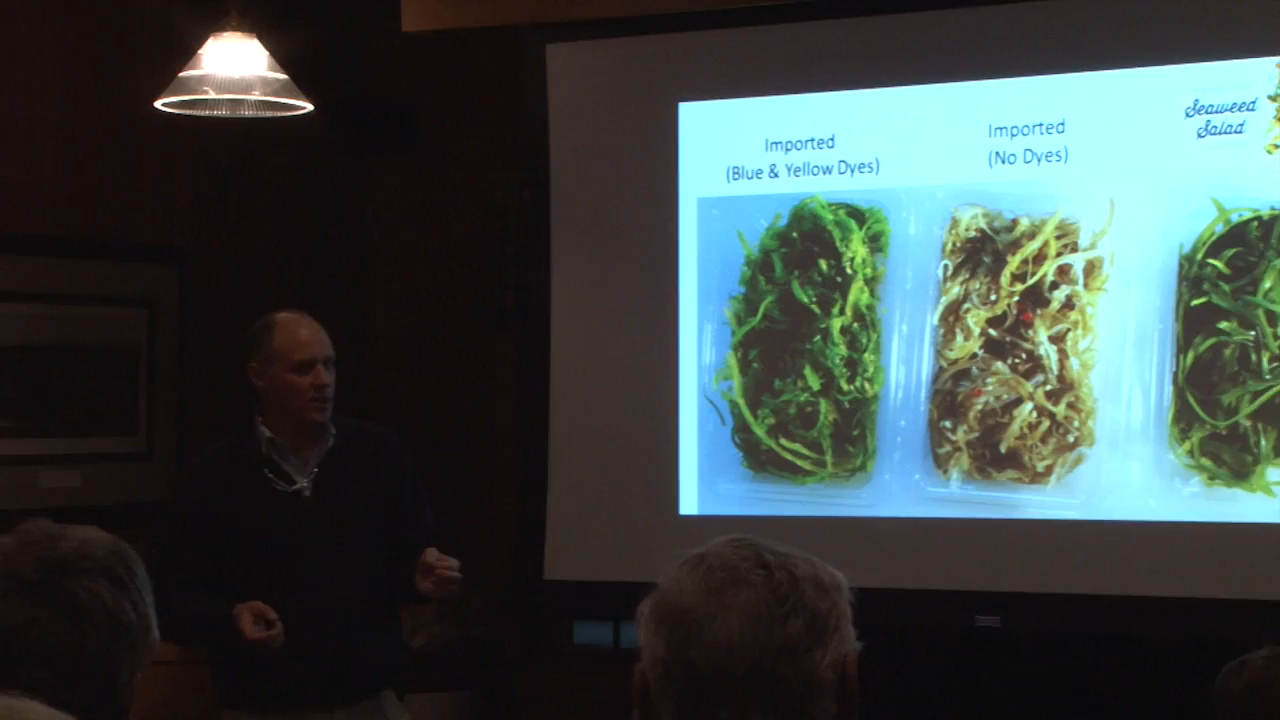 Imported
(Blue & Yellow Dyes)
Imported
(No Dyes)
Seaweed
Salad